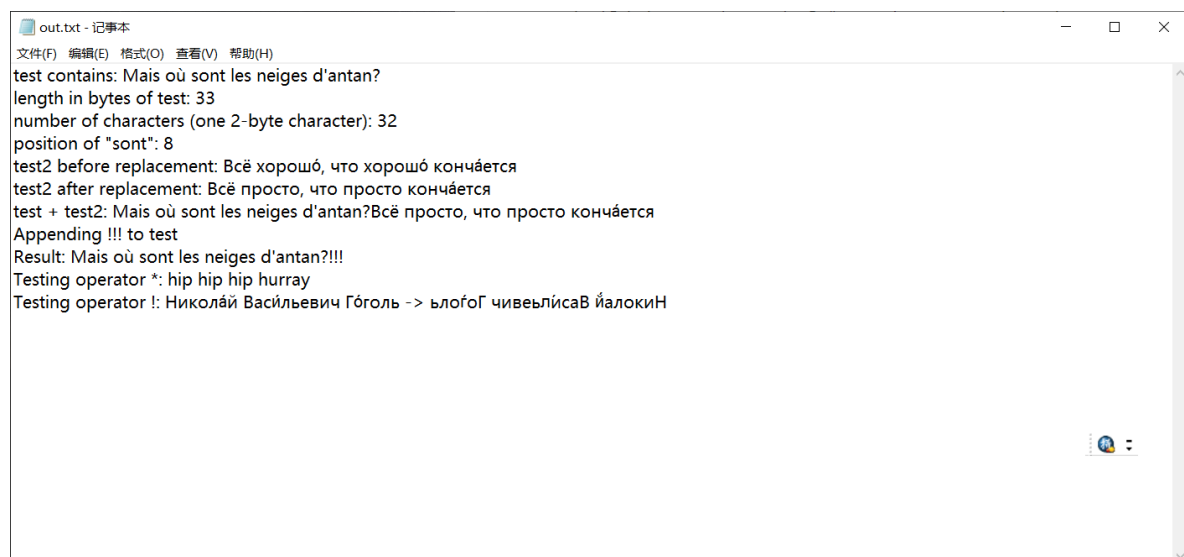 out.txt - 记事本
文件(F) 编辑(E) 格式(O) 查看(V) 帮助(H)
test contains: Mais où sont les neiges d'antan?
length in bytes of test: 33
number of characters (one 2-byte character): 32
position of "sont": 8
test2 before replacement: Всё хорошо́, что хорошо́ конча́ется
test2 after replacement: Всё просто, что просто конча́ется
test + test2: Mais où sont les neiges d'antan?Всё просто, что просто конча́ется
Appending !!! to test
Result: Mais où sont les neiges d'antan?!!!
Testing operator *: hip hip hip hurray
Testing operator !: Никола́й Васи́льевич Го́голь -> ьлоѓоГ чивеьли́саВ й́алокиН